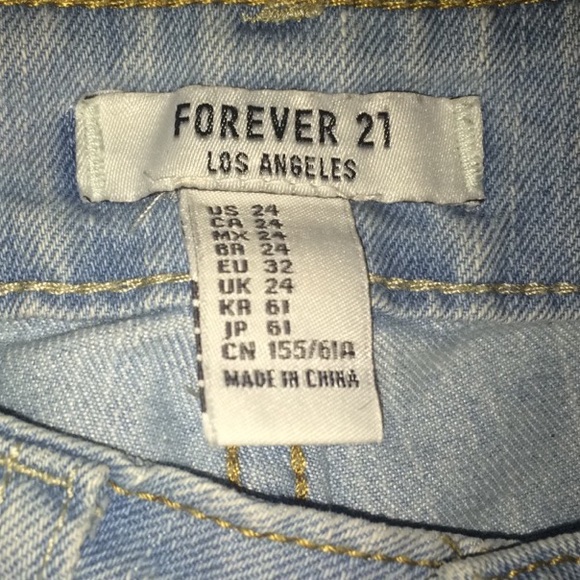 FOREVER 21
LOS ANGELES
US 24
CA 24
MX 24
BR 24
EU 32
UK 24
KR 61
JP 61
CN 155/61A
MADE IN CHINA